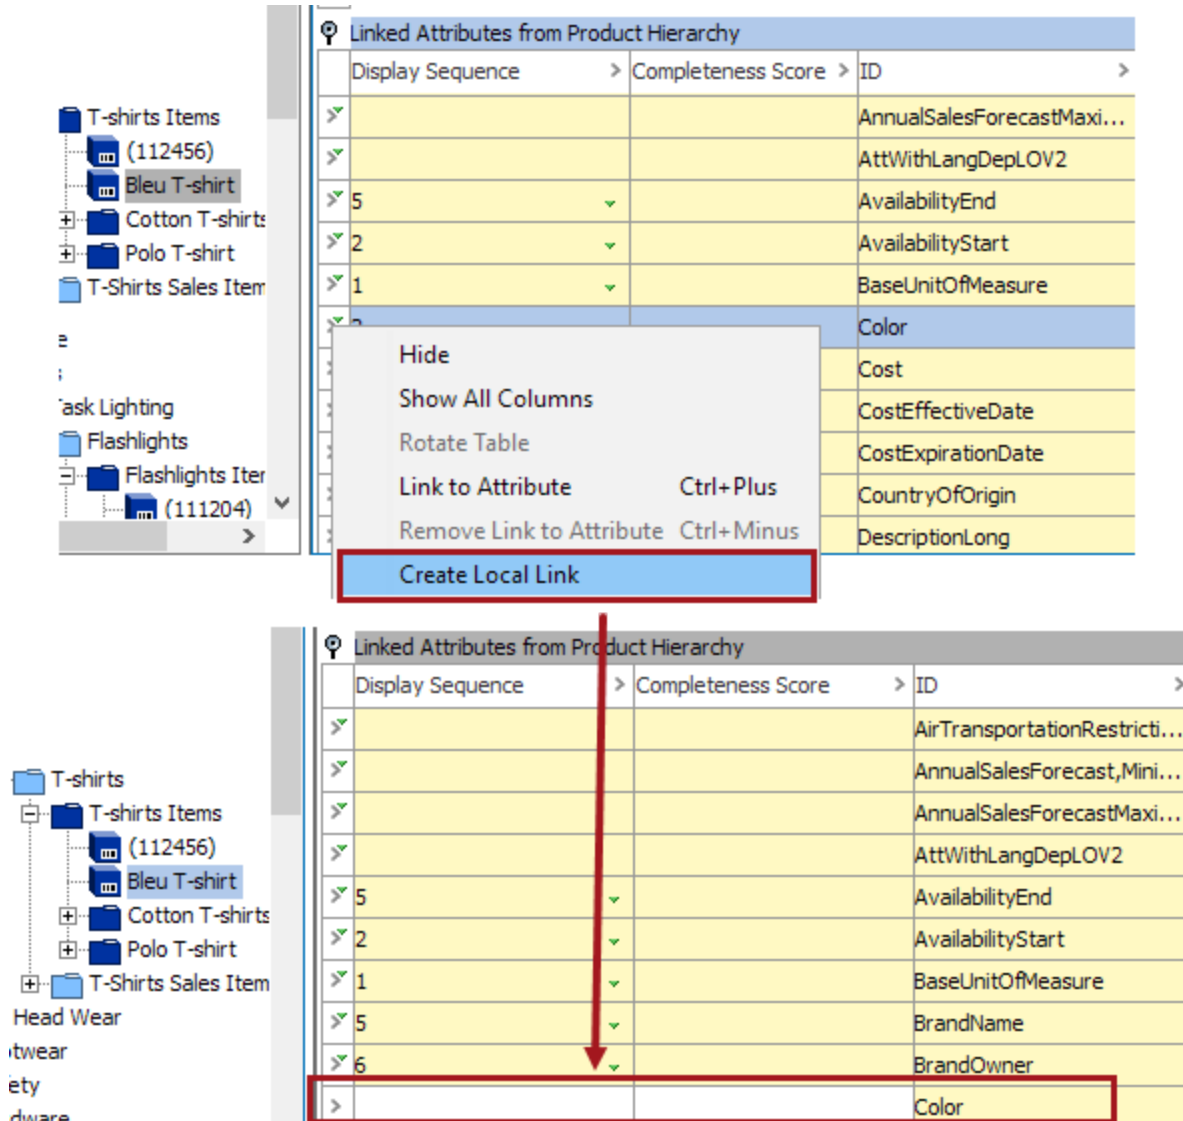 Linked Attributes from Product Hierarchy
Display Sequence > Completeness Score > ID >
T-shirts Items
(112456)
Bleu T-shirt
Cotton T-shirts
Polo T-shirt
T-Shirts Sales Item
e
s
Task Lighting
Flashlights
Flashlights Iter
(111204)
AnnualSalesForecastMaxi...
AttWithLangDepLOV2
5 AvailabilityEnd
2 AvailabilityStart
1 BaseUnitOfMeasure
Color
Cost
CostEffectiveDate
CostExpirationDate
CountryOfOrigin
DescriptionLong
Hide
Show All Columns
Rotate Table
Link to Attribute Ctrl+Plus
Remove Link to Attribute Ctrl+Minus
Create Local Link
Linked Attributes from Product Hierarchy
Display Sequence > Completeness Score > ID >
T-shirts
T-shirts Items
(112456)
Bleu T-shirt
Cotton T-shirts
Polo T-shirt
T-Shirts Sales Item
Head Wear
otwear
ety
dware
AirTransportationRestricti...
AnnualSalesForecast,Mini...
AnnualSalesForecastMaxi...
AttWithLangDepLOV2
5 AvailabilityEnd
2 AvailabilityStart
1 BaseUnitOfMeasure
5 BrandName
6 BrandOwner
Color